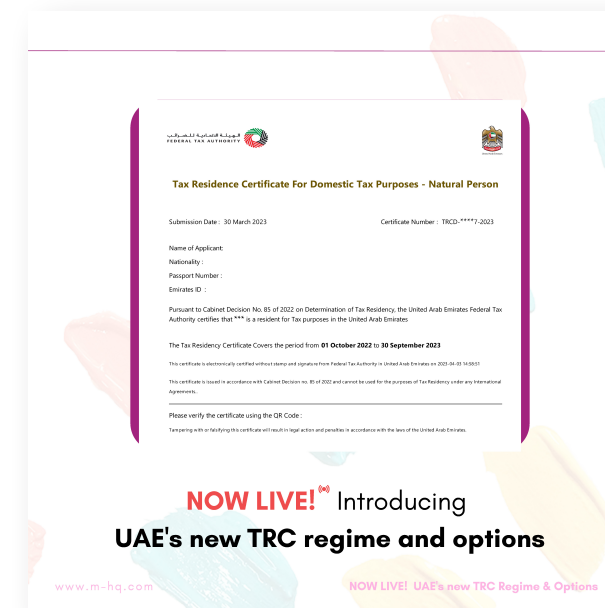 الهيئة الاتحادية للضرائب
FEDERAL TAX AUTHORITY
Tax Residence Certificate For Domestic Tax Purposes - Natural Person
Submission Date : 30 March 2023
Certificate Number : TRCD-****7-2023
Name of Applicant:
Nationality :
Passport Number :
Emirates ID :
Pursuant to Cabinet Decision No. 85 of 2022 on Determination of Tax Residency, the United Arab Emirates Federal Tax
Authority certifies that *** is a resident for Tax purposes in the United Arab Emirates
The Tax Residency Certificate Covers the period from 01 October 2022 to 30 September 2023
This certificate is electronically certified without stamp and signature from Federal Tax Authority in United Arab Emirates on 2023-04-03 14:58:51
This certificate is issued in accordance with Cabinet Decision no. 85 of 2022 and cannot be used for the purposes of Tax Residency under any International
Agreements.
Please verify the certificate using the QR Code :
Tampering with or falsifying this certificate will result in legal action and penalties in accordance with the laws of the United Arab Emirates.
NOW LIVE! Introducing
UAE's new TRC regime and options
www.m-hq.com
NOW LIVE! UAE's new TRC Regime & Options